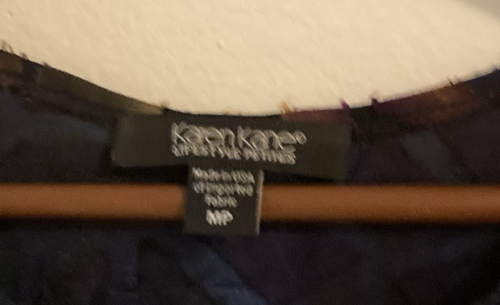 Karen Kane®
LIFESTYLE PETITES
Made in USA
of imported
fabric
MP